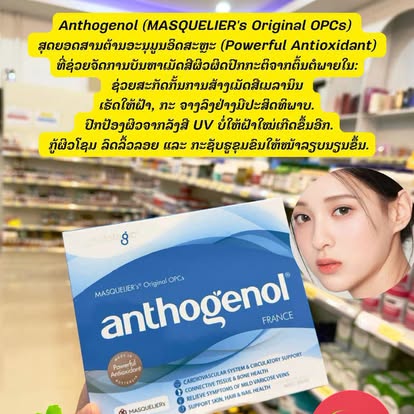 Anthogenol (MASQUELIER's Original OPCs)
ສຸດຍອດສານຕ້ານອະນຸມູນອິດສະຫຼະ (Powerful Antioxidant)
ທີ່ຊ່ວຍຈັດການບັນຫາເມັດສີຜິວຜິດປົກກະຕິຈາກຕົ້ນຕໍພາຍໃນ:
ຊ່ວຍສະກັດກັ້ນການສ້າງເມັດສີເມລານິນ
ເຮັດໃຫ້ຝ້າ, ກະ ຈາງລົງຢ່າງມີປະສິດທິພາບ.
ປົກປ້ອງຜິວຈາກລັງສີ UV ບໍ່ໃຫ້ຝ້າໃໝ່ເກີດຂຶ້ນອີກ.
ກູ້ຜິວໂຊມ ລົດລິ້ວລອຍ ແລະ ກະຊັບຮູຂຸມຂົນໃຫ້ໜ້າລຽບນຽນຂຶ້ນ.
MASQUELIER's® Original OPCs
anthogenol®
FRANCE
MADE IN
Powerful
Antioxidant
AUSTRALIA
CARDIOVASCULAR SYSTEM & CIRCULATORY SUPPORT
CONNECTIVE TISSUE & BONE HEALTH
RELIEVE SYMPTOMS OF MILD VARICOSE VEINS
SUPPORT SKIN, HAIR & NAIL HEALTH
MASQUELIER's